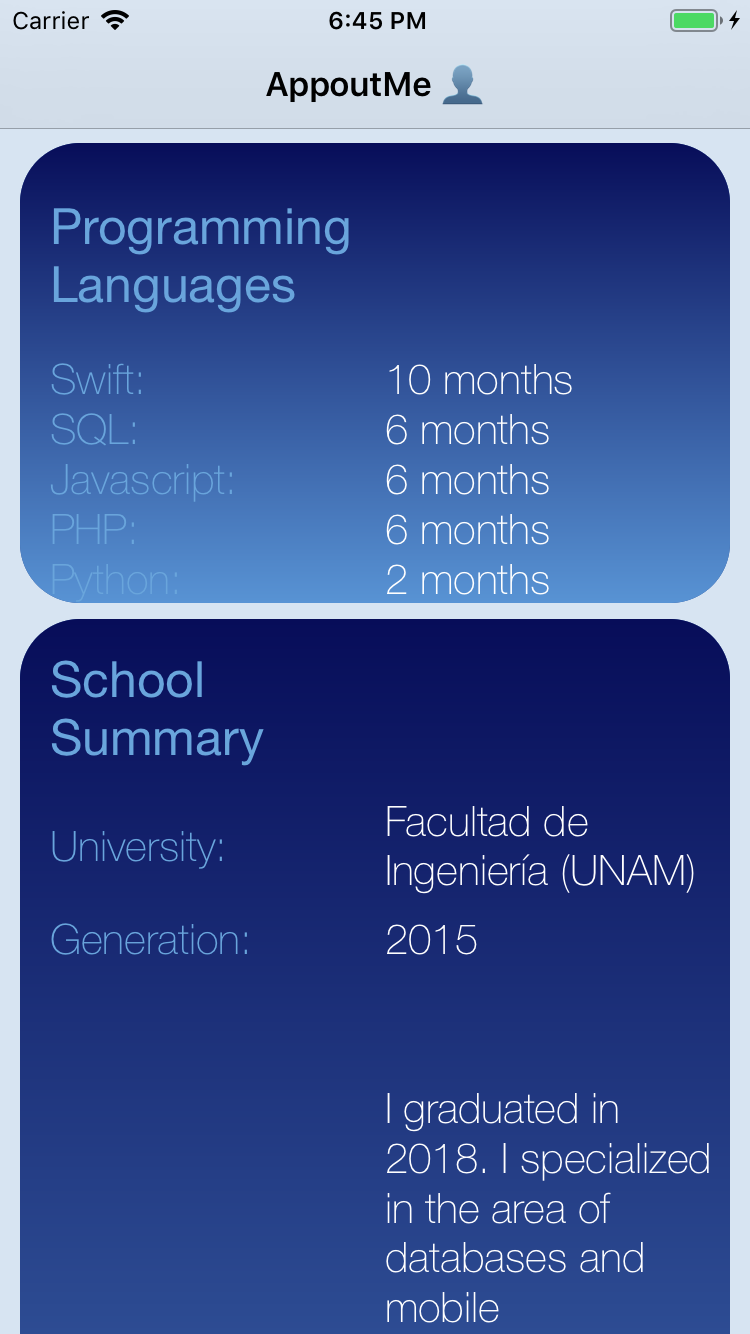 Carrier 6:45 PM
AppoutMe
Programming
Languages
Swift: 10 months
SQL: 6 months
Javascript: 6 months
PHP: 6 months
Python: 2 months
School
Summary
University: Facultad de
Ingeniería (UNAM)
Generation: 2015
I graduated in
2018. I specialized
in the area of
databases and
mobile